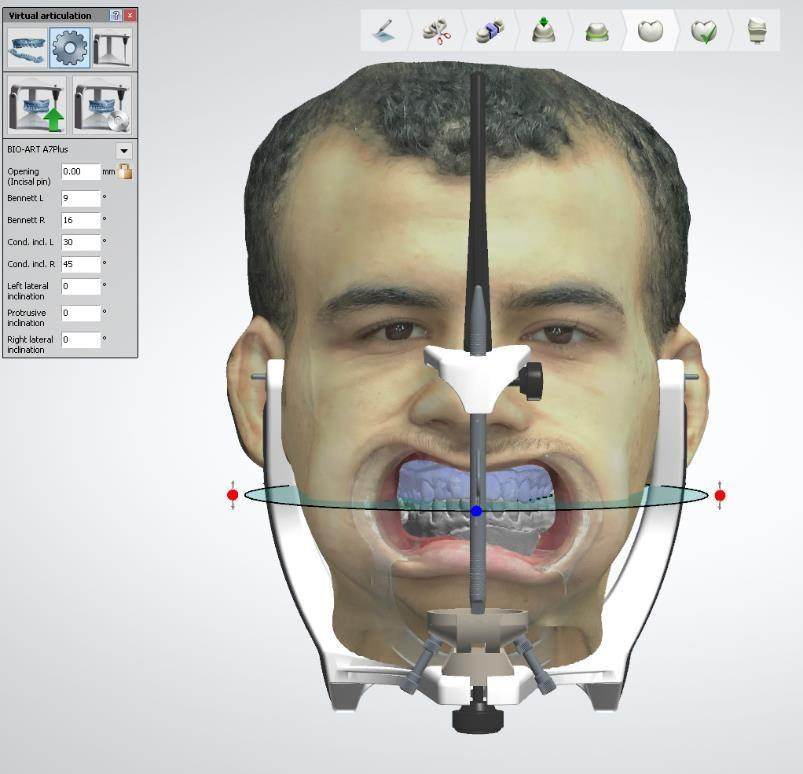 Virtual articulation
BIO-ART A7Plus
Opening
(Incisal pin)
0.00 mm
Bennett L 9 °
Bennett R 16 °
Cond. incl. L 30 °
Cond. incl. R 45 °
Left lateral
inclination
0 °
Protrusive
inclination
0 °
Right lateral
inclination
0 °